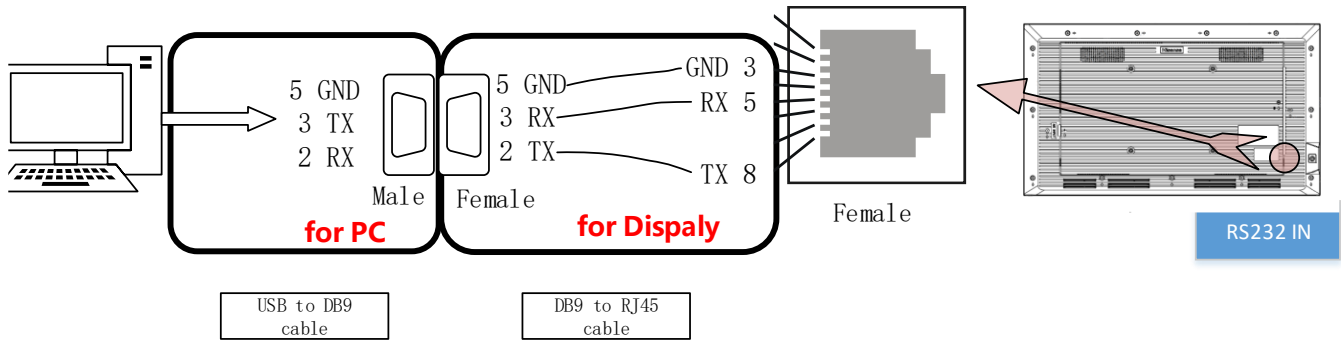 5 GND
3 TX
2 RX
Male
for PC
5 GND
3 RX
2 TX
Female
for Dispaly
GND 3
RX 5
TX 8
Female
RS232 IN
USB to DB9
cable
DB9 to RJ45
cable